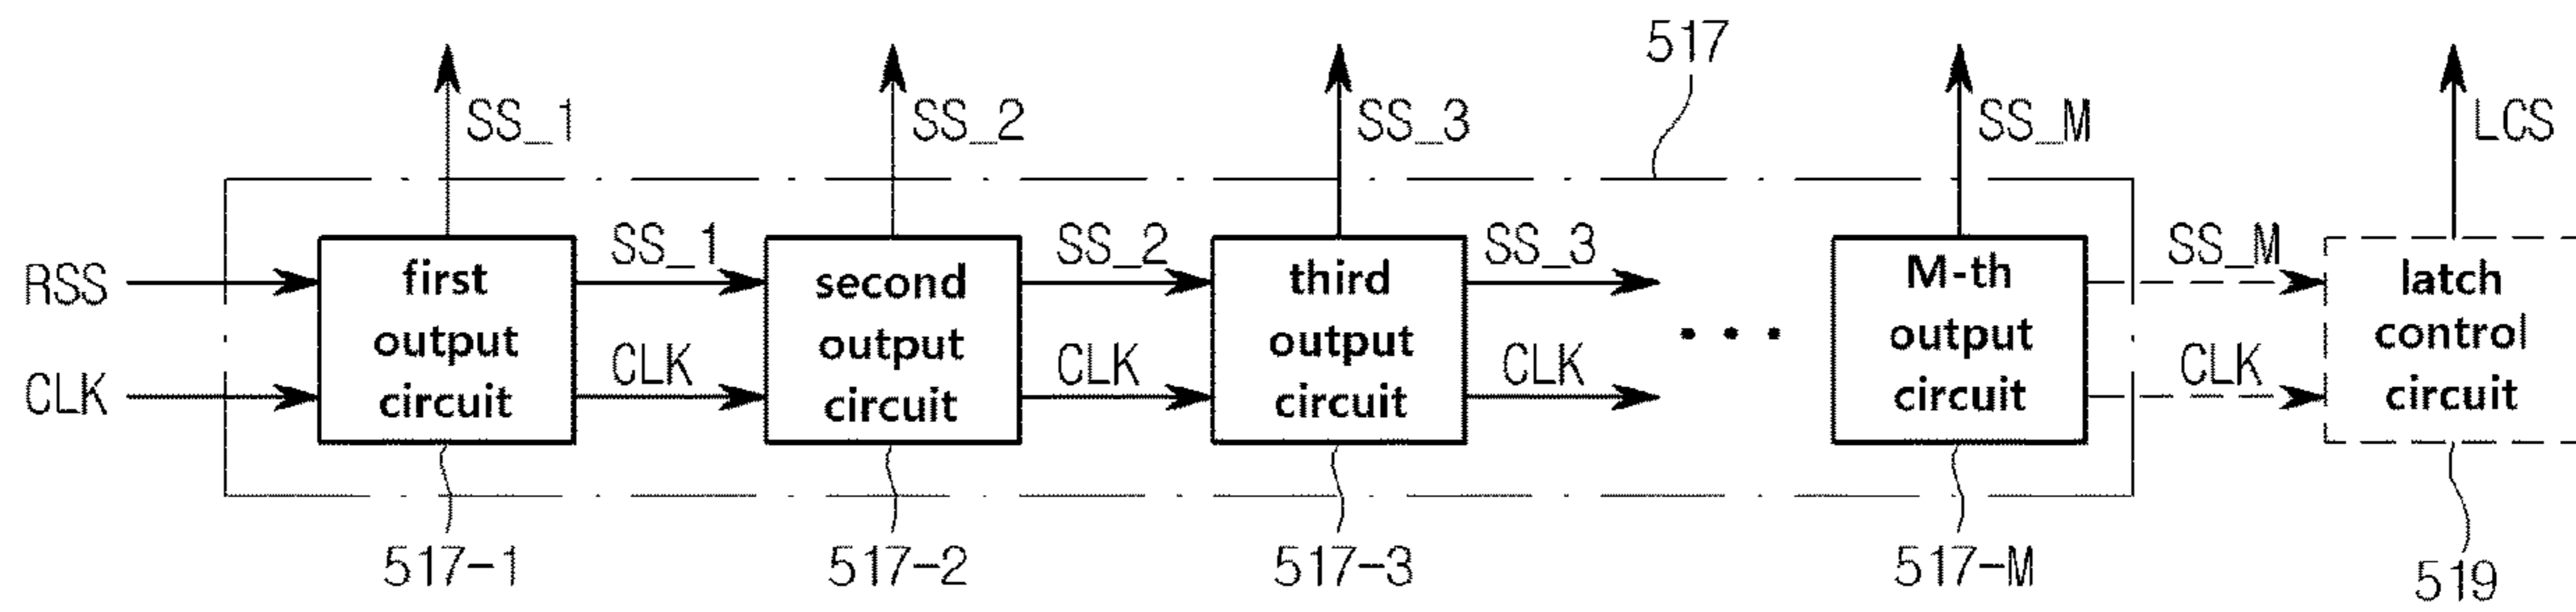 517
SS_1
SS_2
SS_3
SS_M
LCS
RSS
CLK
first
output
circuit
SS_1
CLK
second
output
circuit
SS_2
CLK
third
output
circuit
SS_3
CLK
• • •
M-th
output
circuit
SS_M
CLK
latch
control
circuit
517-1
517-2
517-3
517-M
519